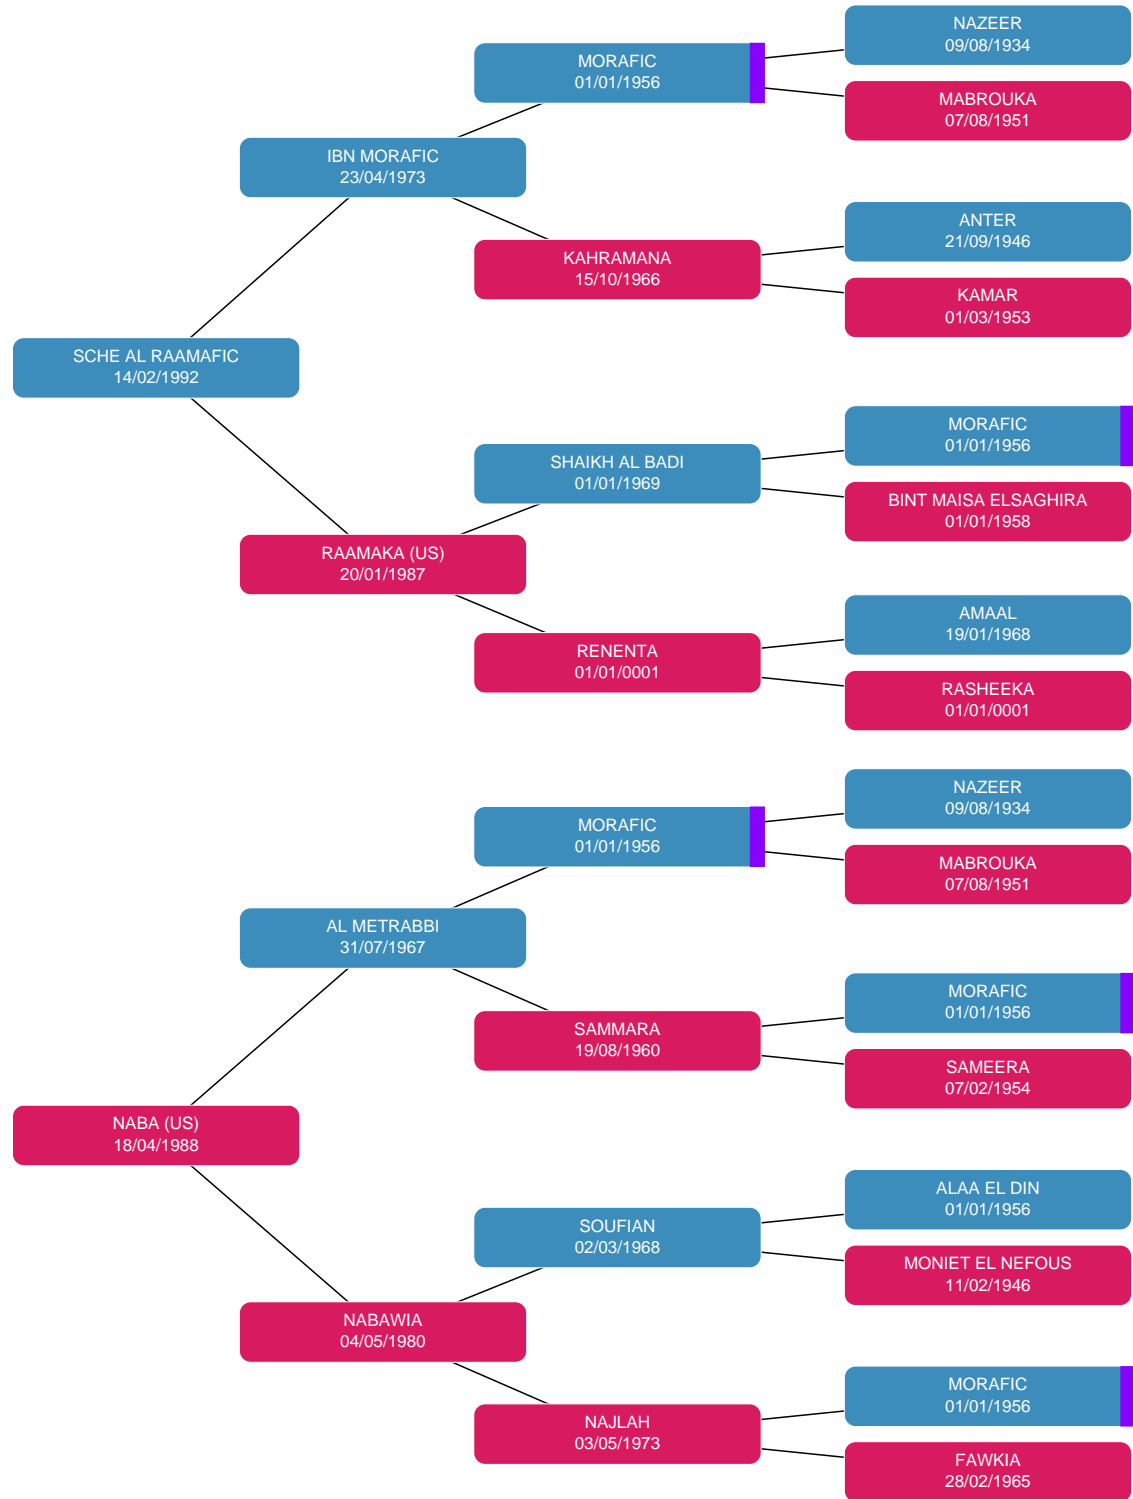 NAZEER
09/08/1934
MORAFIC
01/01/1956
MABROUKA
07/08/1951
IBN MORAFIC
23/04/1973
ANTER
21/09/1946
KAHRAMANA
15/10/1966
KAMAR
01/03/1953
SCHE AL RAAMAFIC
14/02/1992
MORAFIC
01/01/1956
SHAIKH AL BADI
01/01/1969
BINT MAISA ELSAGHIRA
01/01/1958
RAAMAKA (US)
20/01/1987
AMAAL
19/01/1968
RENENTA
01/01/0001
RASHEEKA
01/01/0001
NAZEER
09/08/1934
MORAFIC
01/01/1956
MABROUKA
07/08/1951
AL METRABBI
31/07/1967
MORAFIC
01/01/1956
SAMMARA
19/08/1960
SAMEERA
07/02/1954
NABA (US)
18/04/1988
ALAA EL DIN
01/01/1956
SOUFIAN
02/03/1968
MONIET EL NEFOUS
11/02/1946
NABAWIA
04/05/1980
MORAFIC
01/01/1956
NAJLAH
03/05/1973
FAWKIA
28/02/1965